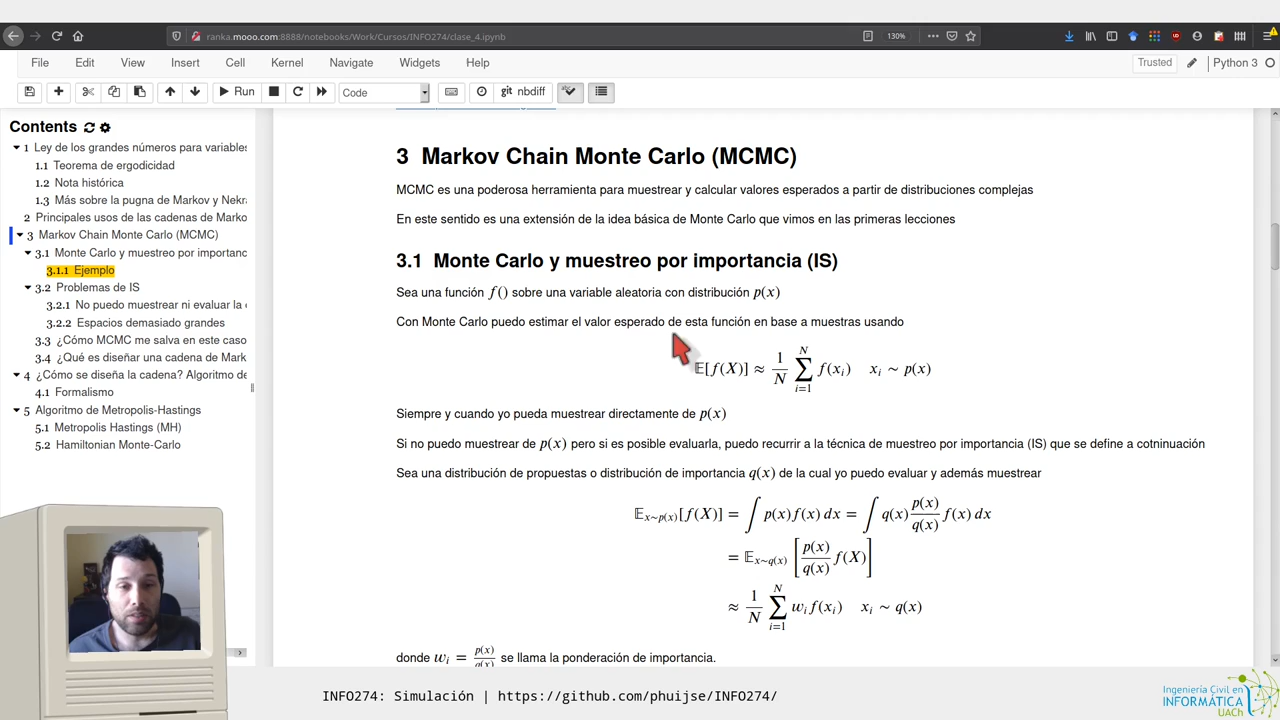 ranka.mooo.com:8888/notebooks/Work/Cursos/INFO274/clase_4.ipynb
130%
File Edit View Insert Cell Kernel Navigate Widgets Help
Trusted
Python 3
Run
Code
git nbdiff
Contents
1 Ley de los grandes números para variables
1.1 Teorema de ergodicidad
1.2 Nota histórica
1.3 Más sobre la pugna de Markov y Nekra
2 Principales usos de las cadenas de Marko
3 Markov Chain Monte Carlo (MCMC)
3.1 Monte Carlo y muestreo por importanc
3.1.1 Ejemplo
3.2 Problemas de IS
3.2.1 No puedo muestrear ni evaluar la
3.2.2 Espacios demasiado grandes
3.3 ¿Cómo MCMC me salva en este caso
3.4 ¿Qué es diseñar una cadena de Mark
4 ¿Cómo se diseña la cadena? Algoritmo de
4.1 Formalismo
5 Algoritmo de Metropolis-Hastings
5.1 Metropolis Hastings (MH)
5.2 Hamiltonian Monte-Carlo
3 Markov Chain Monte Carlo (MCMC)
MCMC es una poderosa herramienta para muestrear y calcular valores esperados a partir de distribuciones complejas
En este sentido es una extensión de la idea básica de Monte Carlo que vimos en las primeras lecciones
3.1 Monte Carlo y muestreo por importancia (IS)
Sea una función f() sobre una variable aleatoria con distribución p(x)
Con Monte Carlo puedo estimar el valor esperado de esta función en base a muestras usando
𝔼[f(X)] ≈ 1/N ∑_{i=1}^{N} f(x_i) x_i ∼ p(x)
Siempre y cuando yo pueda muestrear directamente de p(x)
Si no puedo muestrear de p(x) pero si es posible evaluarla, puedo recurrir a la técnica de muestreo por importancia (IS) que se define a cotninuación
Sea una distribución de propuestas o distribución de importancia q(x) de la cual yo puedo evaluar y además muestrear
𝔼_{x∼p(x)}[f(X)] = ∫ p(x)f(x) dx = ∫ q(x) p(x)/q(x) f(x) dx
= 𝔼_{x∼q(x)} [p(x)/q(x) f(X)]
≈ 1/N ∑_{i=1}^{N} w_i f(x_i) x_i ∼ q(x)
donde w_i = p(x)/q(x) se llama la ponderación de importancia.
INFO274: Simulación | https://github.com/phuijse/INFO274/
Ingeniería Civil en
INFORMÁTICA
UACh